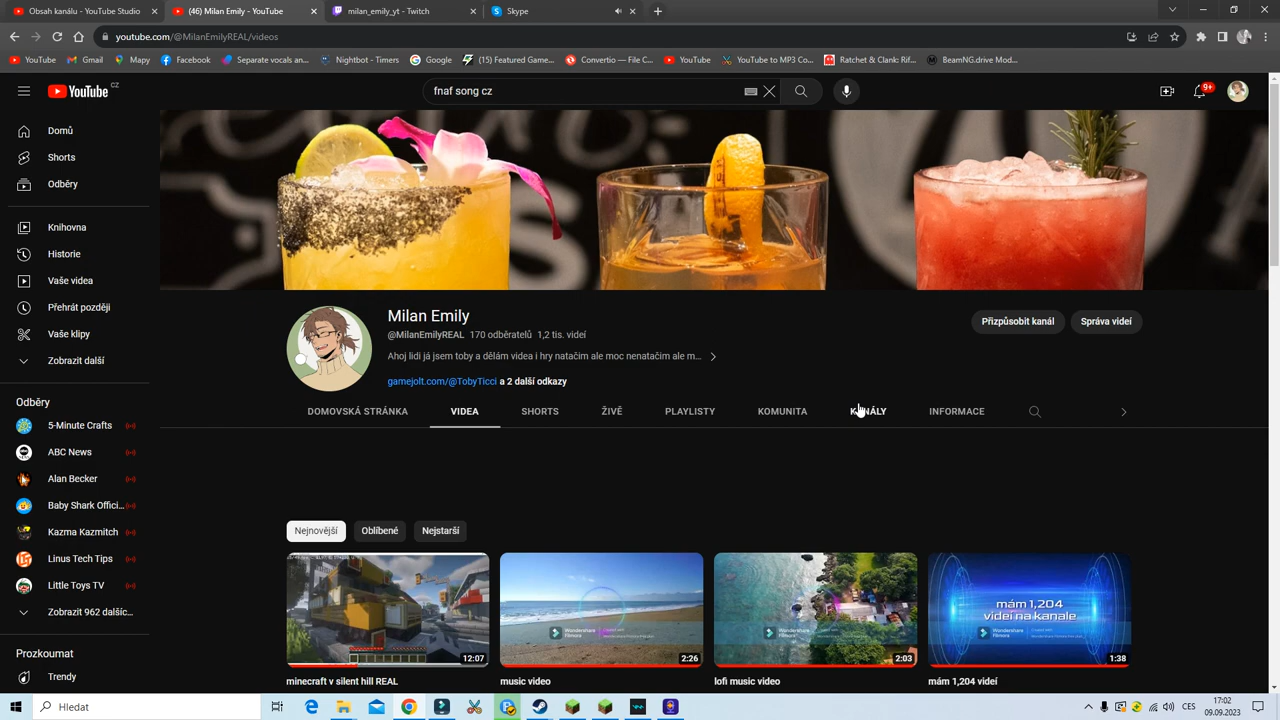 Obsah kanálu - YouTube Studio
(46) Milan Emily - YouTube
milan_emily_yt - Twitch
Skype
youtube.com/@MilanEmilyREAL/videos
YouTube
Gmail
Mapy
Facebook
Separate vocals an...
Nightbot - Timers
Google
(15) Featured Game...
Convertio — File C...
YouTube
YouTube to MP3 Co...
Ratchet & Clank: Rif...
BeamNG.drive Mod...
YouTube CZ
fnaf song cz
9+
Domů
Shorts
Odběry
Knihovna
Historie
Vaše videa
Přehrát později
Vaše klipy
Zobrazit další
Odběry
5-Minute Crafts
ABC News
Alan Becker
Baby Shark Offici...
Kazma Kazmitch
Linus Tech Tips
Little Toys TV
Zobrazit 962 dalšíc...
Prozkoumat
Trendy
Milan Emily
@MilanEmilyREAL 170 odběratelů 1,2 tis. videí
Ahoj lidi já jsem toby a dělám videa i hry natačim ale moc nenatačim ale m...
gamejolt.com/@TobyTicci a 2 další odkazy
Přizpůsobit kanál
Správa videí
DOMOVSKÁ STRÁNKA
VIDEA
SHORTS
ŽIVĚ
PLAYLISTY
KOMUNITA
KANÁLY
INFORMACE
Nejnovější
Oblíbené
Nejstarší
12:07
minecraft v silent hill REAL
Wondershare
Filmora
2:26
music video
Wondershare
Filmora
2:03
lofi music video
mám 1,204
videí na kanale
Wondershare
Filmora
1:38
mám 1,204 videí
Hledat
CES
17:02
09.09.2023